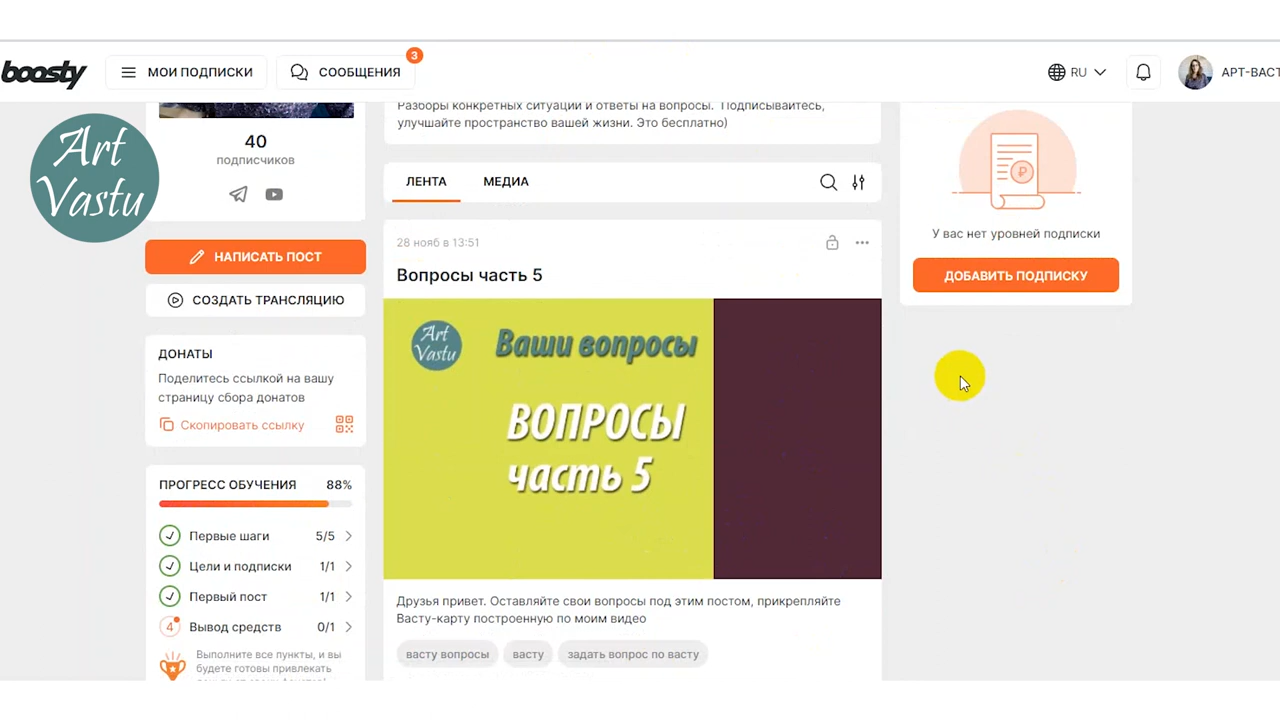 boosty
МОИ ПОДПИСКИ
СООБЩЕНИЯ
3
RU
АРТ-ВАСТ
Art
Vastu
40
подписчиков
НАПИСАТЬ ПОСТ
СОЗДАТЬ ТРАНСЛЯЦИЮ
ДОНАТЫ
Поделитесь ссылкой на вашу
страницу сбора донатов
Скопировать ссылку
ПРОГРЕСС ОБУЧЕНИЯ 88%
Первые шаги 5/5
Цели и подписки 1/1
Первый пост 1/1
4 Вывод средств 0/1
Выполните все пункты, и вы
будете готовы привлекать
Разборы конкретных ситуации и ответы на вопросы. Подписывайтесь,
улучшайте пространство вашей жизни. Это бесплатно)
ЛЕНТА МЕДИА
28 нояб в 13:51
Вопросы часть 5
Art
Vastu
Ваши вопросы
ВОПРОСЫ
часть 5
Друзья привет. Оставляйте свои вопросы под этим постом, прикрепляйте
Васту-карту построенную по моим видео
васту вопросы васту задать вопрос по васту
₽
У вас нет уровней подписки
ДОБАВИТЬ ПОДПИСКУ